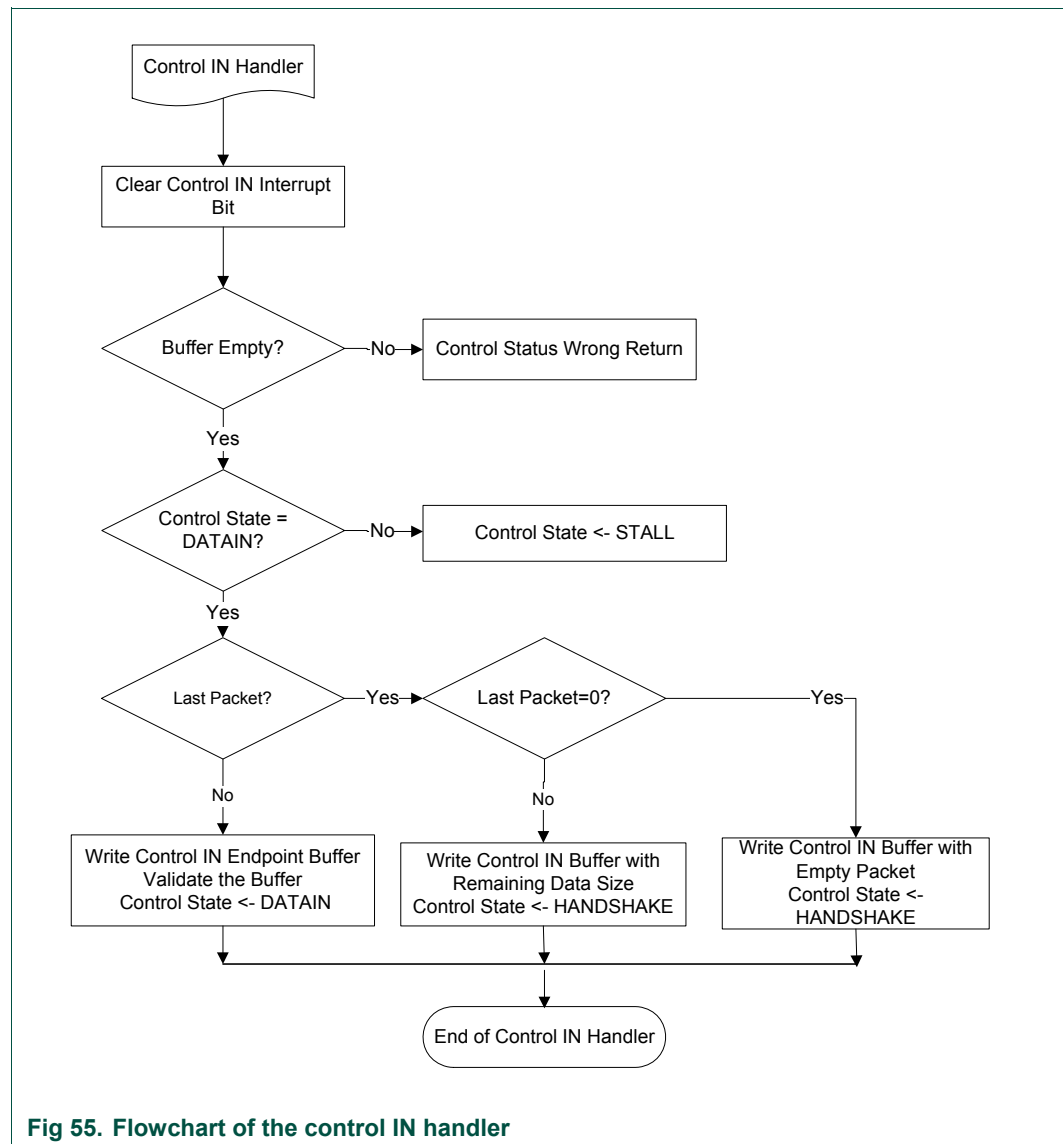 Control IN Handler
Clear Control IN Interrupt
Bit
Buffer Empty?
No
Control Status Wrong Return
Yes
Control State =
DATAIN?
No
Control State <- STALL
Yes
Last Packet?
Yes
Last Packet=0?
Yes
No
No
Write Control IN Endpoint Buffer
Validate the Buffer
Control State <- DATAIN
Write Control IN Buffer with
Remaining Data Size
Control State <- HANDSHAKE
Write Control IN Buffer with
Empty Packet
Control State <-
HANDSHAKE
End of Control IN Handler
Fig 55. Flowchart of the control IN handler